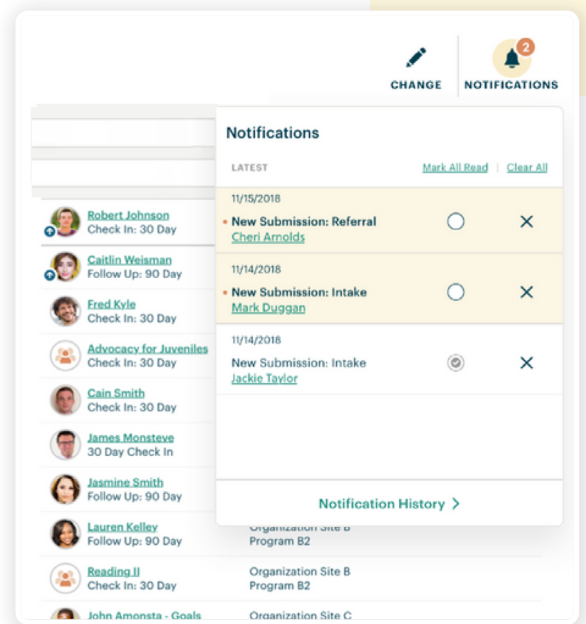 2
CHANGE
NOTIFICATIONS
Notifications
LATEST
Mark All Read | Clear All
11/15/2018
New Submission: Referral
Cheri Arnolds
11/14/2018
New Submission: Intake
Mark Duggan
11/14/2018
New Submission: Intake
Jackie Taylor
Notification History >
Robert Johnson
Check In: 30 Day
Caitlin Weisman
Follow Up: 90 Day
Fred Kyle
Check In: 30 Day
Advocacy for Juveniles
Check In: 30 Day
Cain Smith
Check In: 30 Day
James Monsteve
30 Day Check In
Jasmine Smith
Follow Up: 90 Day
Lauren Kelley
Follow Up: 90 Day
Organization Site B
Program B2
Reading II
Check In: 30 Day
Organization Site B
Program B2
John Amonsta - Goals
Organization Site C